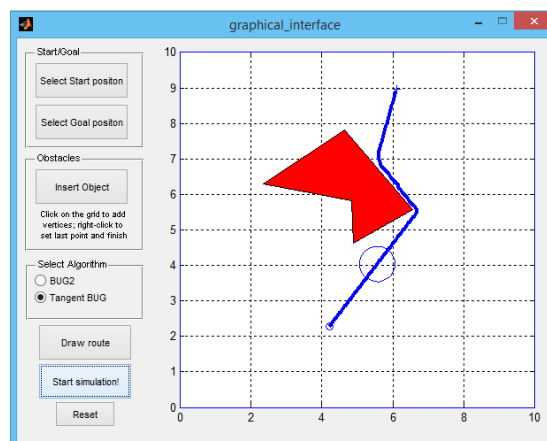 graphical_interface
Start/Goal
Select Start positon
Select Goal positon
Obstacles
Insert Object
Click on the grid to add
vertices; right-click to
set last point and finish
Select Algorithm
BUG2
Tangent BUG
Draw route
Start simulation!
Reset
10
9
8
7
6
5
4
3
2
1
0
0
2
4
6
8
10